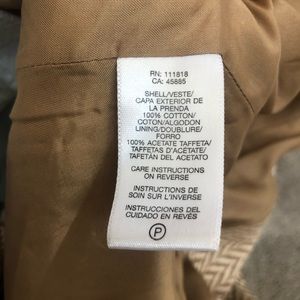 RN: 111818
CA: 45885
SHELL/VESTE/
CAPA EXTERIOR DE
LA PRENDA
100% COTTON/
COTON/ALGODON
LINING/DOUBLURE/
FORRO
100% ACETATE TAFFETA/
TAFFETAS D'ACÉTATE/
TAFETÁN DEL ACETATO
CARE INSTRUCTIONS
ON REVERSE
INSTRUCTIONS DE
SOIN SUR L'INVERSE
INSTRUCCIONES DEL
CUIDADO EN REVÉS
P